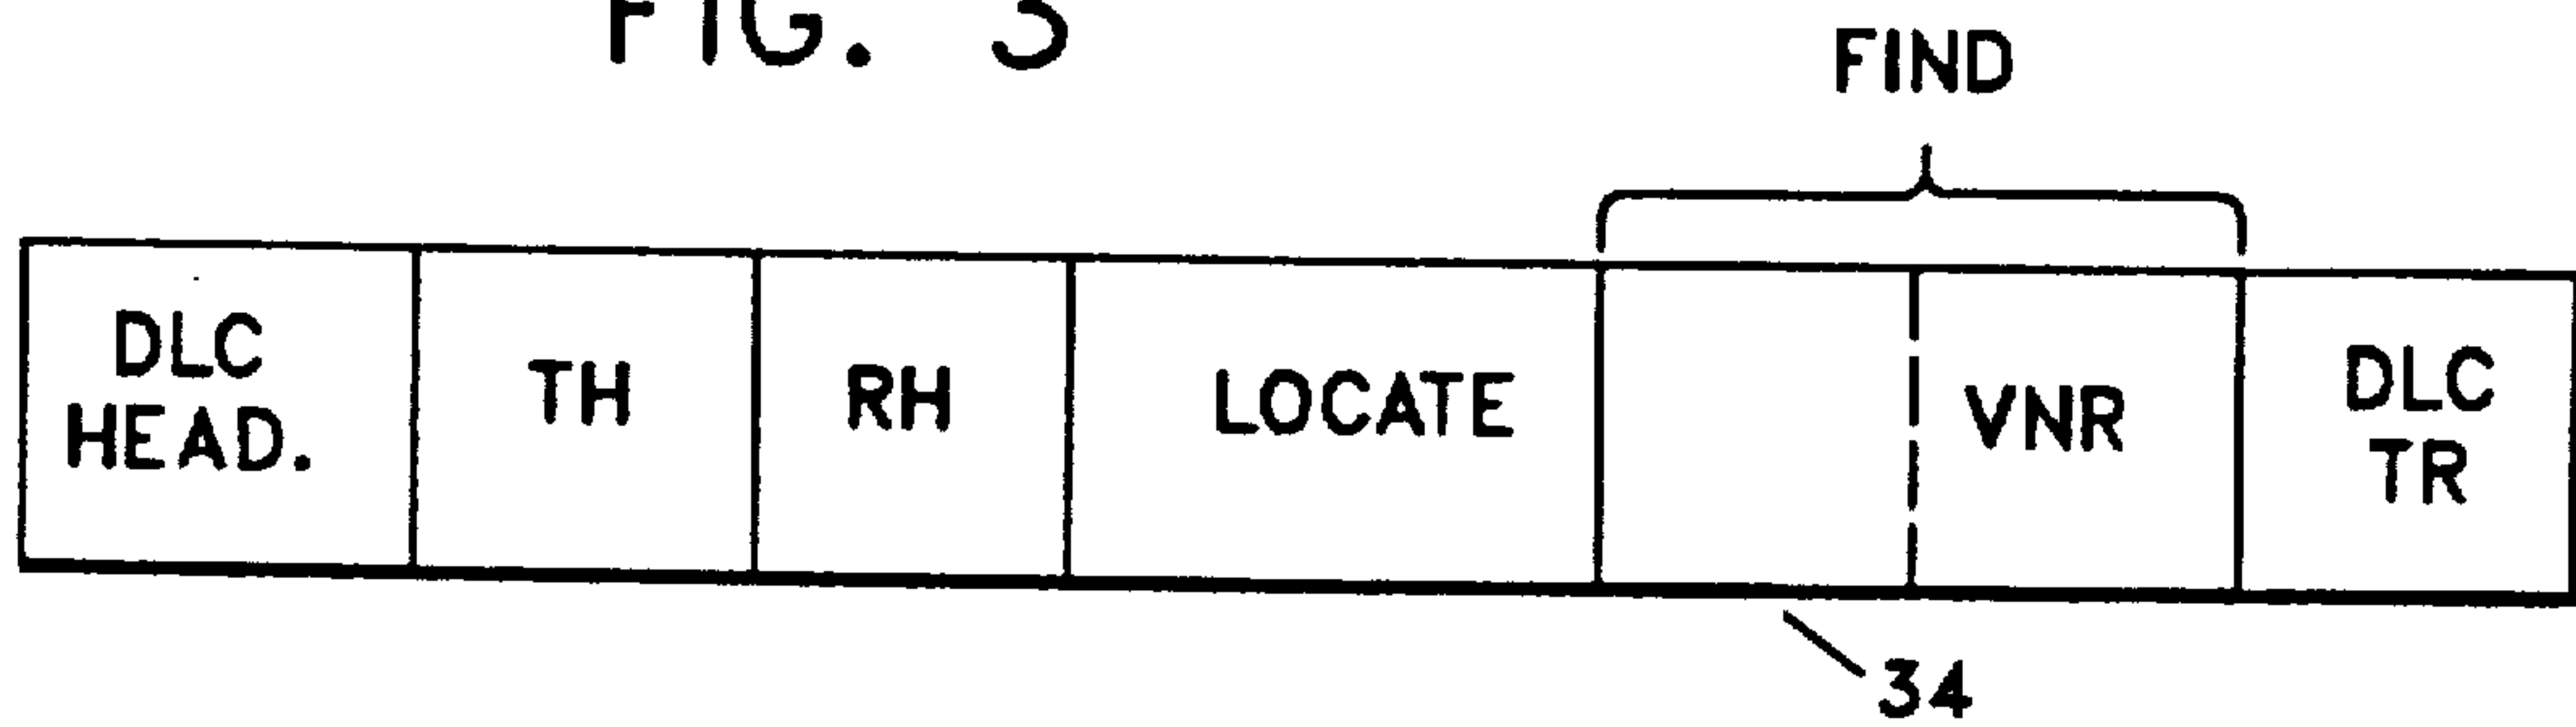 FIG. 3
FIND
DLC
HEAD.
TH
RH
LOCATE
VNR
DLC
TR
34